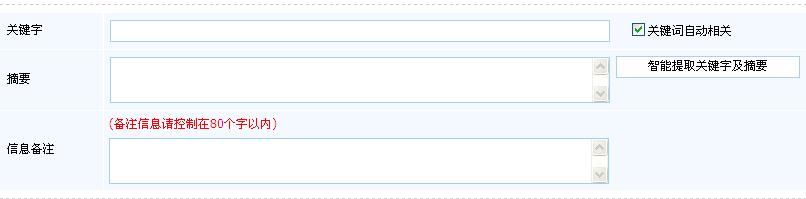 关键字
关键词自动相关
摘要
智能提取关键字及摘要
(备注信息请控制在80个字以内)
信息备注